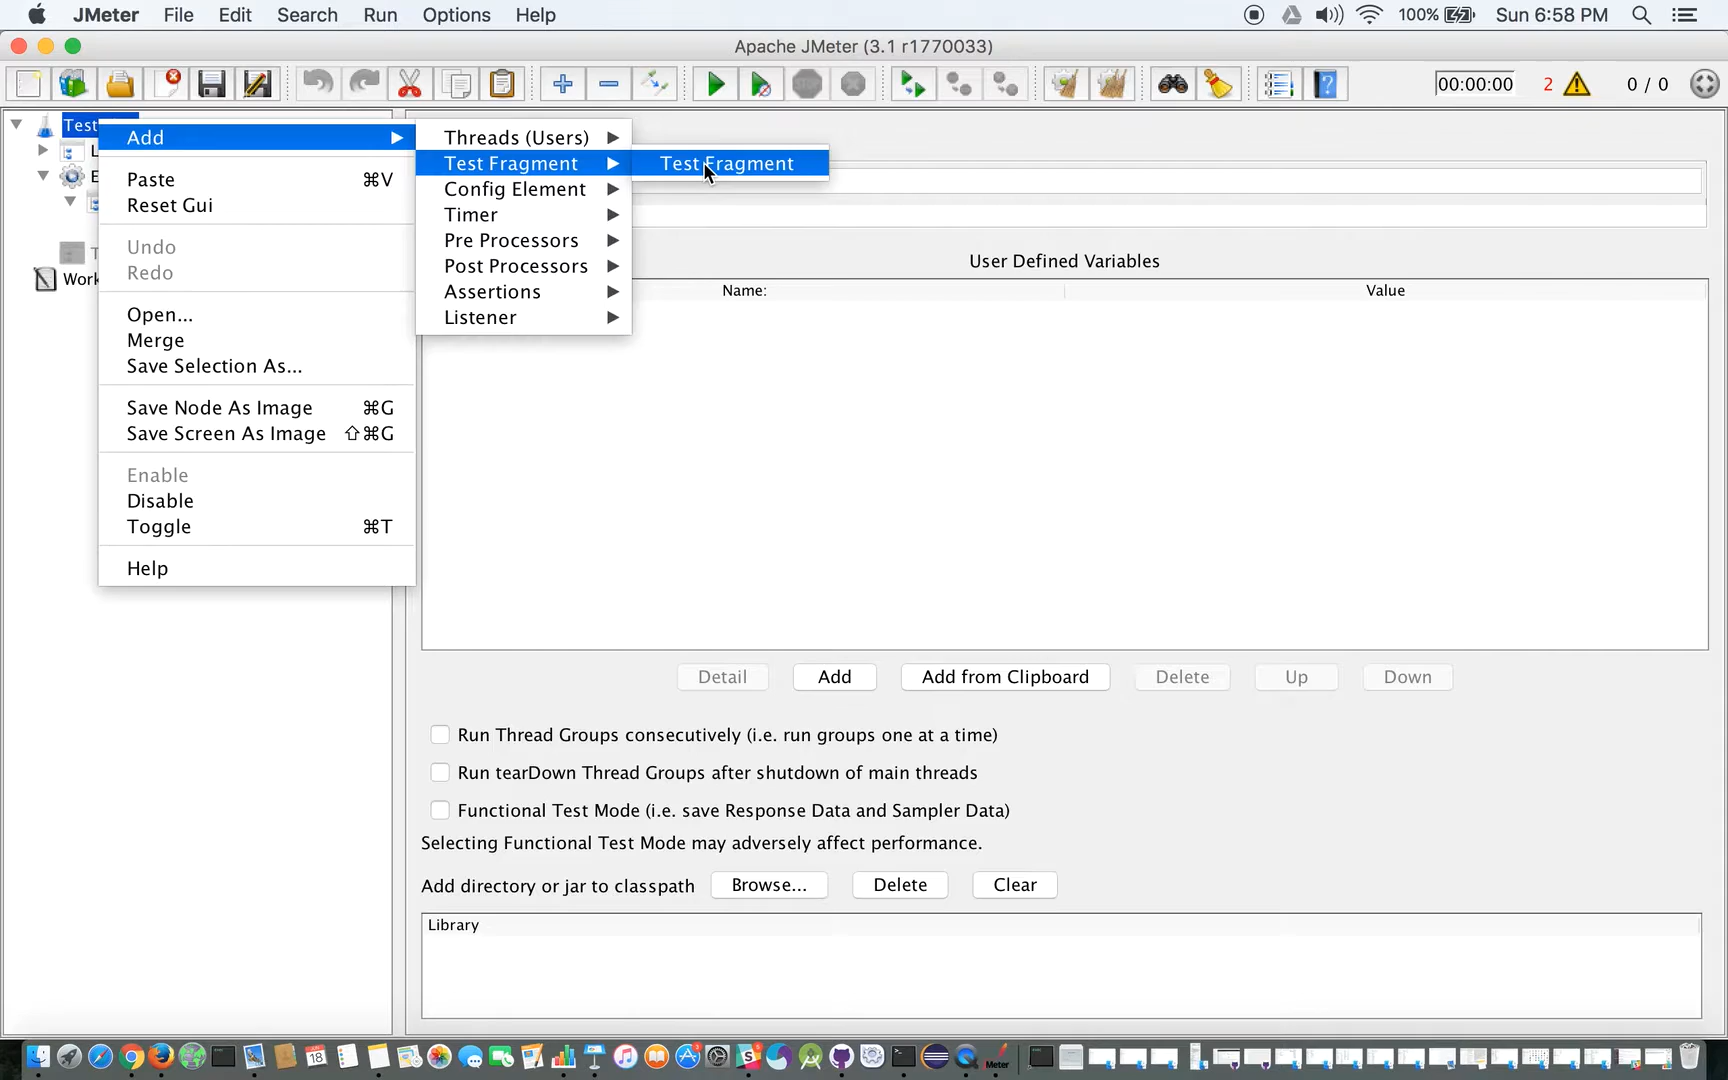 JMeter File Edit Search Run Options Help 100% Sun 6:58 PM
Apache JMeter (3.1 r1770033)
00:00:00 2 0 / 0
Test
Add
Threads (Users)
Test Fragment
Test Fragment
Config Element
Timer
Pre Processors
Post Processors
Assertions
Listener
L
E
Work
Paste ⌘V
Reset Gui
Undo
Redo
Open...
Merge
Save Selection As...
Save Node As Image ⌘G
Save Screen As Image ⇧⌘G
Enable
Disable
Toggle ⌘T
Help
User Defined Variables
Name: Value
Detail Add Add from Clipboard Delete Up Down
Run Thread Groups consecutively (i.e. run groups one at a time)
Run tearDown Thread Groups after shutdown of main threads
Functional Test Mode (i.e. save Response Data and Sampler Data)
Selecting Functional Test Mode may adversely affect performance.
Add directory or jar to classpath Browse... Delete Clear
Library
18